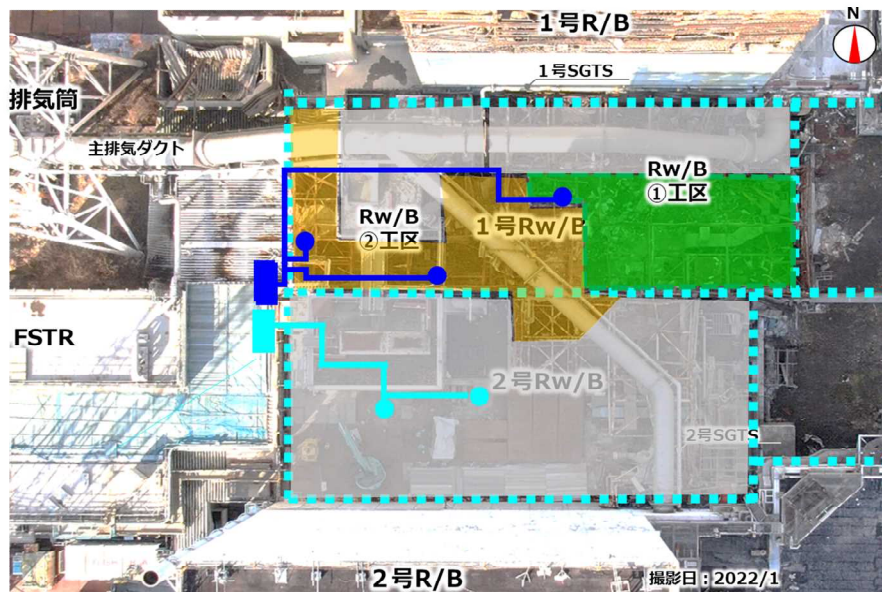 1号R/B
N
1号SGTS
排気筒
主排気ダクト
Rw/B
①工区
Rw/B
②工区
1号Rw/B
FSTR
2号Rw/B
2号SGTS
2号R/B
撮影日：2022/1